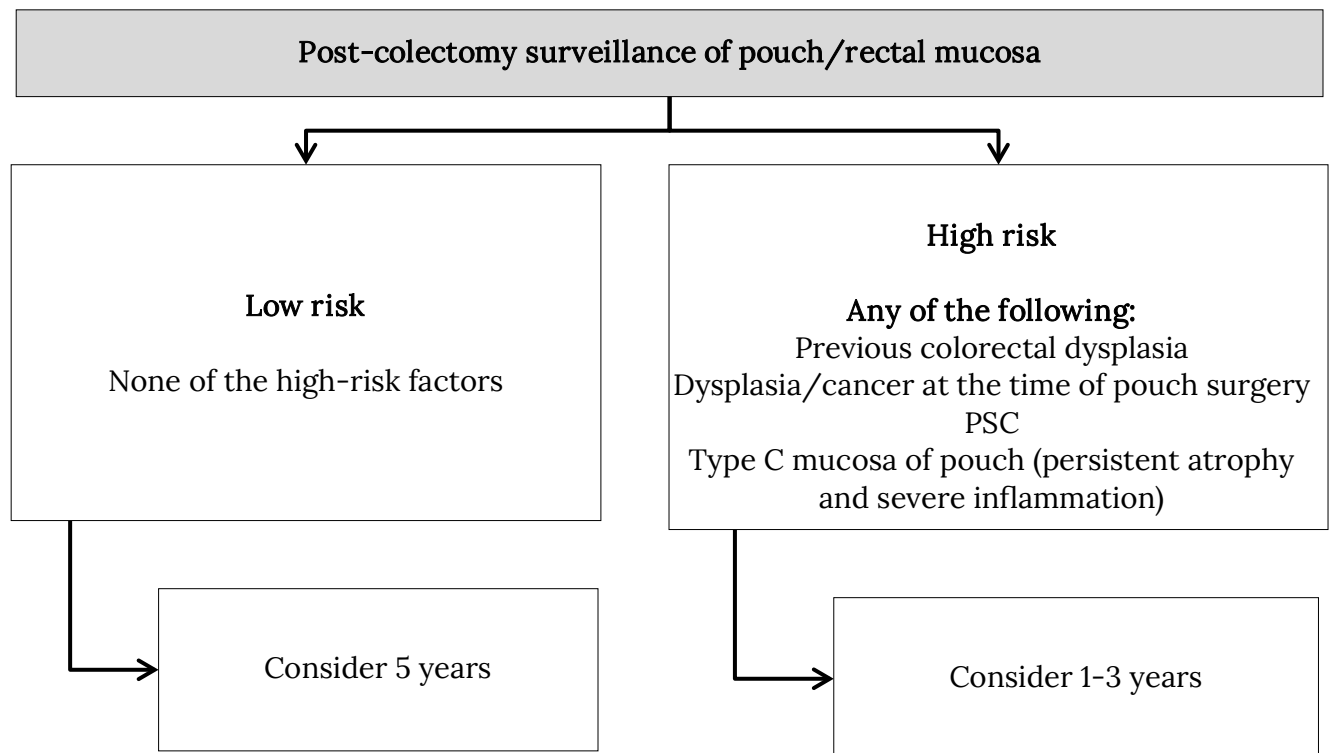 Post-colectomy surveillance of pouch/rectal mucosa
Low risk
None of the high-risk factors
High risk
Any of the following:
Previous colorectal dysplasia
Dysplasia/cancer at the time of pouch surgery
PSC
Type C mucosa of pouch (persistent atrophy
and severe inflammation)
Consider 5 years
Consider 1-3 years